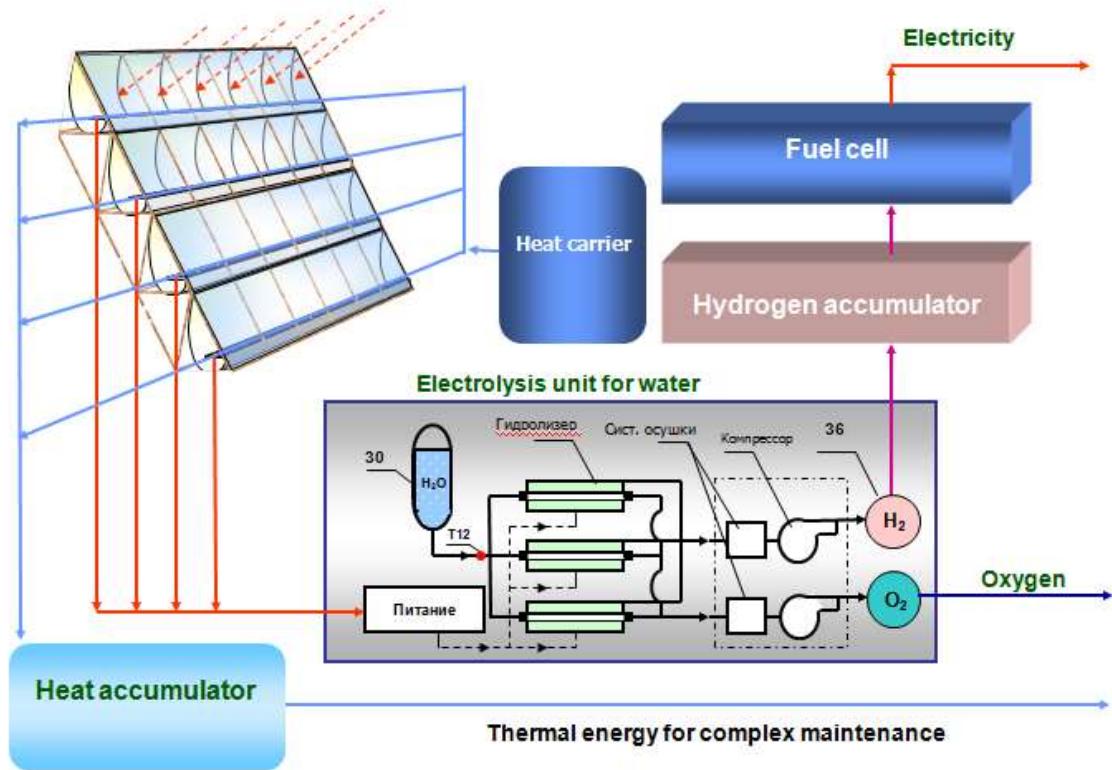 Electricity
Fuel cell
Heat carrier
Hydrogen accumulator
Electrolysis unit for water
Гидролизер
Сист. осушки
Компрессор
36
30
H₂O
T12
H₂
Питание
O₂
Oxygen
Heat accumulator
Thermal energy for complex maintenance